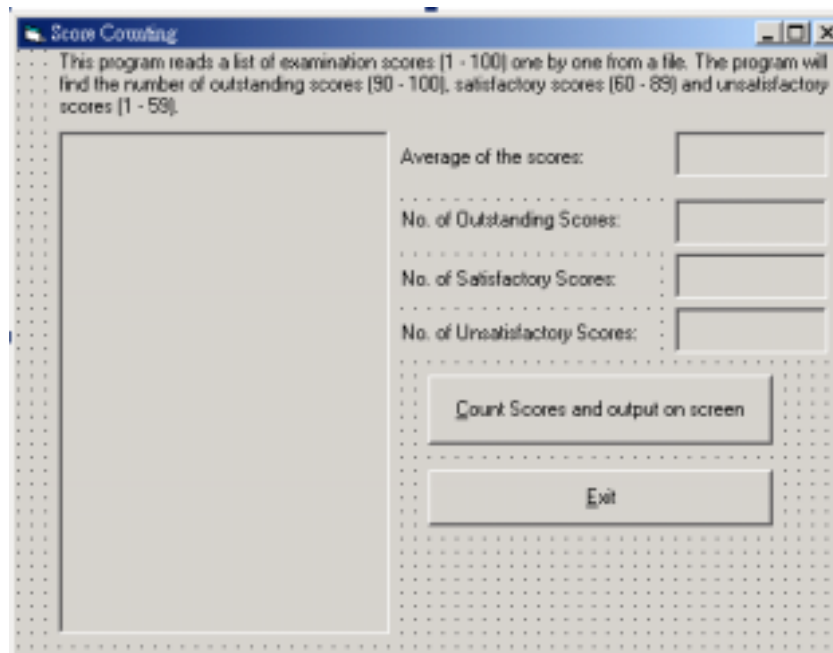 Score Counting
This program reads a list of examination scores (1 - 100) one by one from a file. The program will
find the number of outstanding scores (90 - 100), satisfactory scores (60 - 89) and unsatisfactory
scores (1 - 59).
Average of the scores:
No. of Outstanding Scores:
No. of Satisfactory Scores:
No. of Unsatisfactory Scores:
Count Scores and output on screen
Exit